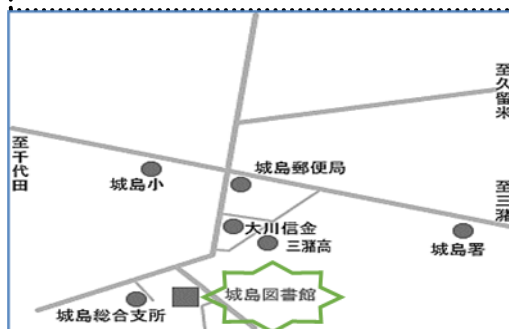 至久留米
至千代田
城島郵便局
城島小
至三潴
大川信金
三潴高
城島署
城島図書館
城島総合支所